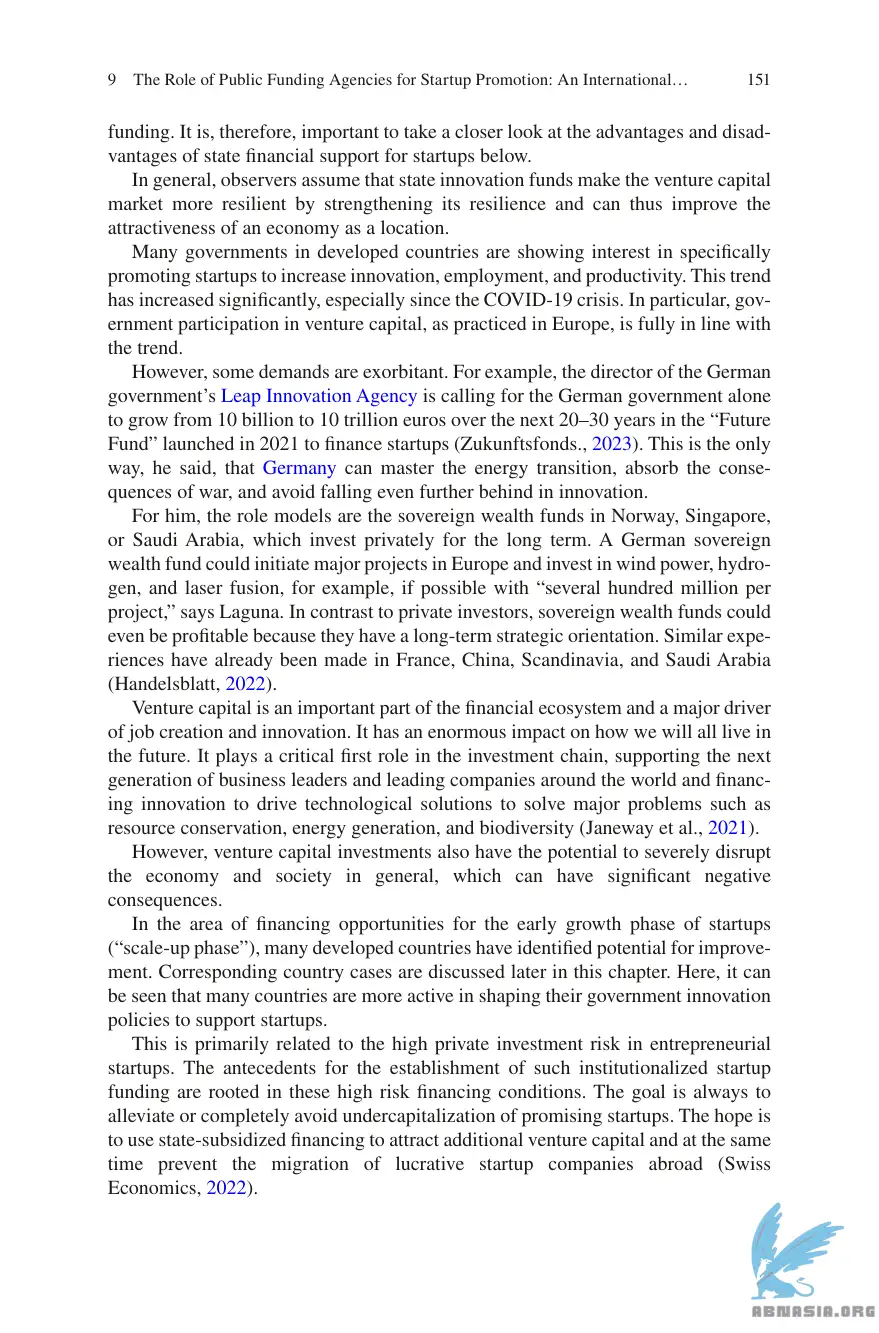 9 The Role of Public Funding Agencies for Startup Promotion: An International… 151
funding. It is, therefore, important to take a closer look at the advantages and disad-
vantages of state financial support for startups below.
In general, observers assume that state innovation funds make the venture capital
market more resilient by strengthening its resilience and can thus improve the
attractiveness of an economy as a location.
Many governments in developed countries are showing interest in specifically
promoting startups to increase innovation, employment, and productivity. This trend
has increased significantly, especially since the COVID-19 crisis. In particular, gov-
ernment participation in venture capital, as practiced in Europe, is fully in line with
the trend.
However, some demands are exorbitant. For example, the director of the German
government’s Leap Innovation Agency is calling for the German government alone
to grow from 10 billion to 10 trillion euros over the next 20–30 years in the “Future
Fund” launched in 2021 to finance startups (Zukunftsfonds., 2023). This is the only
way, he said, that Germany can master the energy transition, absorb the conse-
quences of war, and avoid falling even further behind in innovation.
For him, the role models are the sovereign wealth funds in Norway, Singapore,
or Saudi Arabia, which invest privately for the long term. A German sovereign
wealth fund could initiate major projects in Europe and invest in wind power, hydro-
gen, and laser fusion, for example, if possible with “several hundred million per
project,” says Laguna. In contrast to private investors, sovereign wealth funds could
even be profitable because they have a long-term strategic orientation. Similar expe-
riences have already been made in France, China, Scandinavia, and Saudi Arabia
(Handelsblatt, 2022).
Venture capital is an important part of the financial ecosystem and a major driver
of job creation and innovation. It has an enormous impact on how we will all live in
the future. It plays a critical first role in the investment chain, supporting the next
generation of business leaders and leading companies around the world and financ-
ing innovation to drive technological solutions to solve major problems such as
resource conservation, energy generation, and biodiversity (Janeway et al., 2021).
However, venture capital investments also have the potential to severely disrupt
the economy and society in general, which can have significant negative
consequences.
In the area of financing opportunities for the early growth phase of startups
(“scale-up phase”), many developed countries have identified potential for improve-
ment. Corresponding country cases are discussed later in this chapter. Here, it can
be seen that many countries are more active in shaping their government innovation
policies to support startups.
This is primarily related to the high private investment risk in entrepreneurial
startups. The antecedents for the establishment of such institutionalized startup
funding are rooted in these high risk financing conditions. The goal is always to
alleviate or completely avoid undercapitalization of promising startups. The hope is
to use state-subsidized financing to attract additional venture capital and at the same
time prevent the migration of lucrative startup companies abroad (Swiss
Economics, 2022).
ABNASIA.ORG